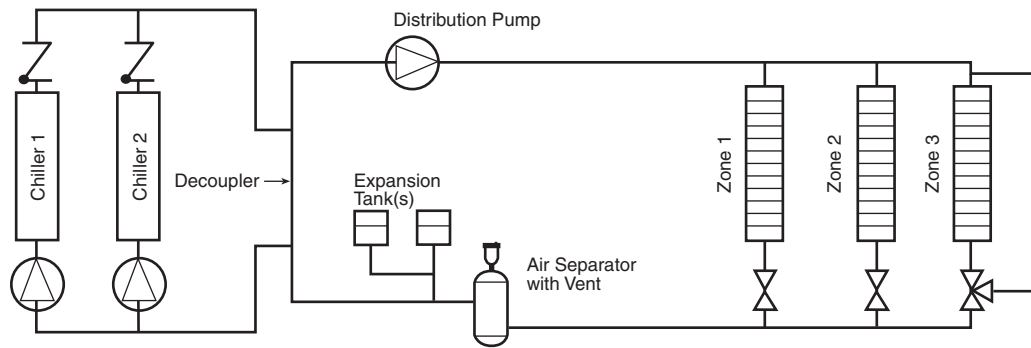 Distribution Pump
Chiller 1
Chiller 2
Decoupler
Expansion
Tank(s)
Air Separator
with Vent
Zone 1
Zone 2
Zone 3